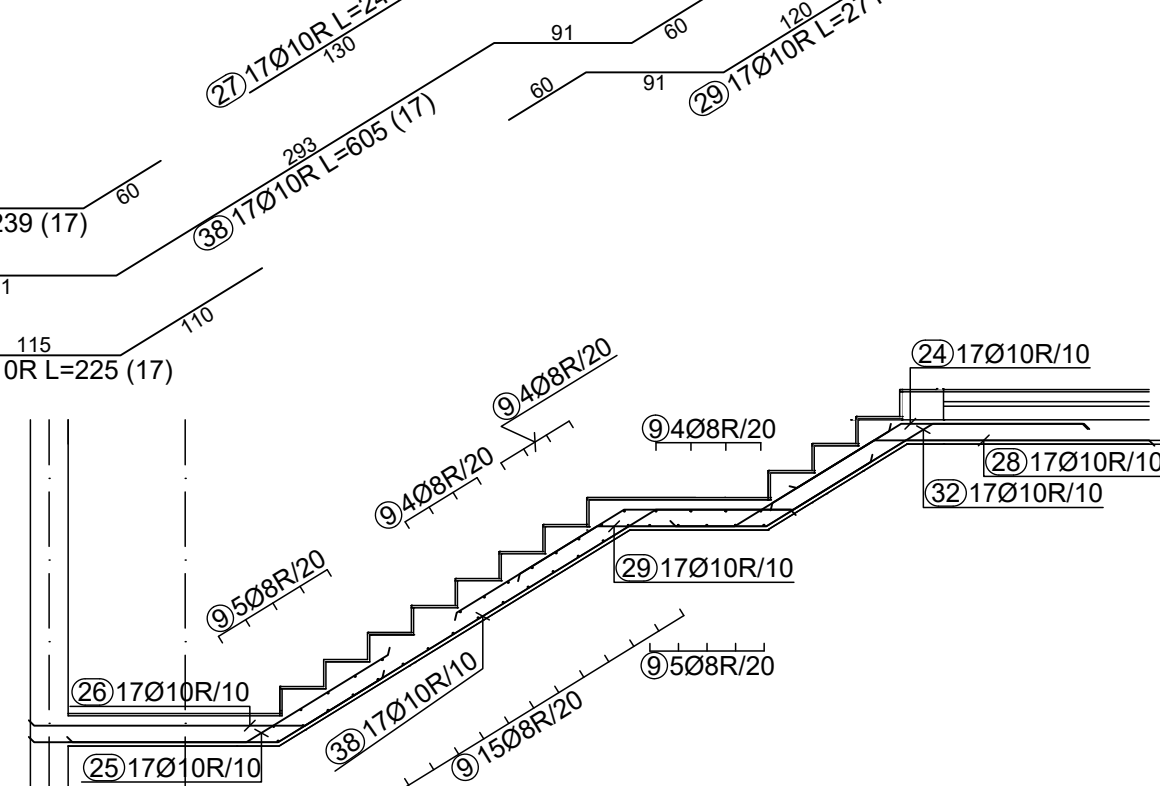 27 17Ø10R L=24
130
91
60
120
29 17Ø10R L=271
60
91
293
38 17Ø10R L=605 (17)
60
239 (17)
1
110
115
0R L=225 (17)
24 17Ø10R/10
9 4Ø8R/20
9 4Ø8R/20
9 4Ø8R/20
28 17Ø10R/10
32 17Ø10R/10
29 17Ø10R/10
9 5Ø8R/20
9 5Ø8R/20
26 17Ø10R/10
38 17Ø10R/10
9 15Ø8R/20
25 17Ø10R/10